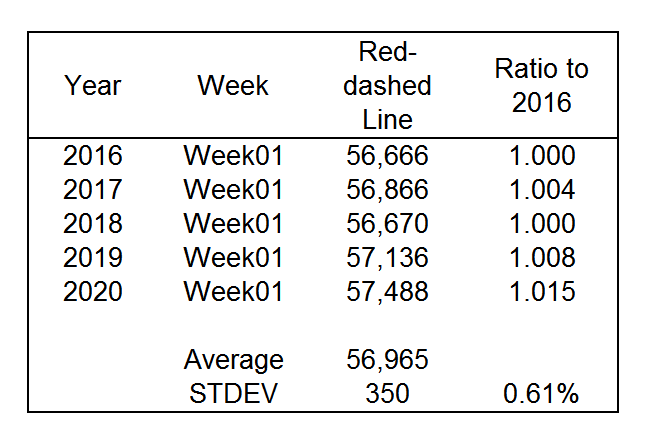 Year Week Red-dashed Line Ratio to 2016
2016 Week01 56,666 1.000
2017 Week01 56,866 1.004
2018 Week01 56,670 1.000
2019 Week01 57,136 1.008
2020 Week01 57,488 1.015
Average 56,965
STDEV 350 0.61%